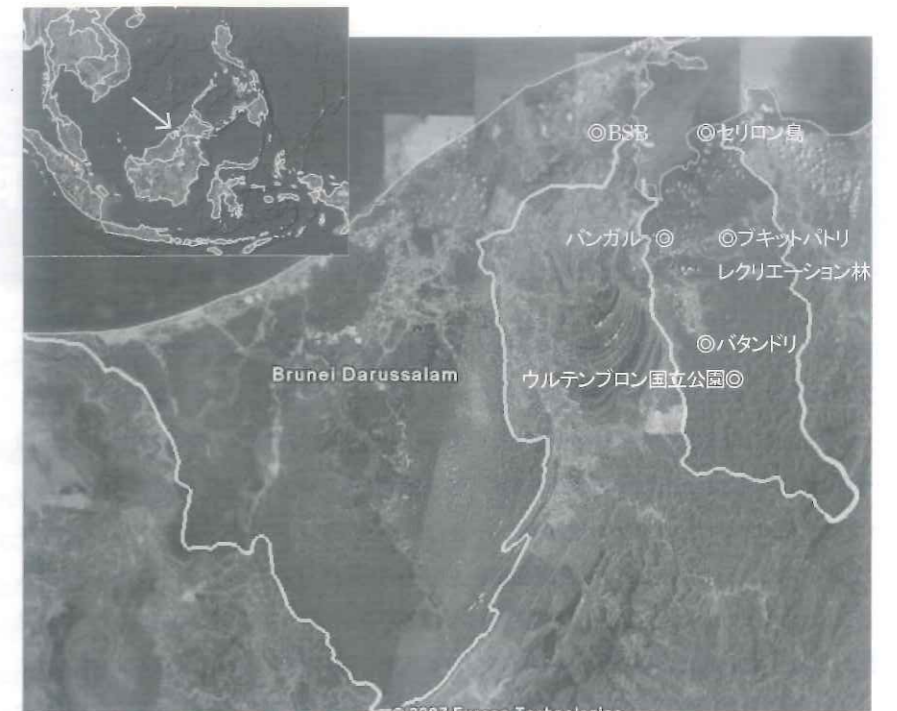 ◎BSB
◎セリロン島
バンガル ◎
◎ブキットパトリ
レクリエーション林
◎バタンドリ
Brunei Darussalam
ウルテンブロン国立公園◎